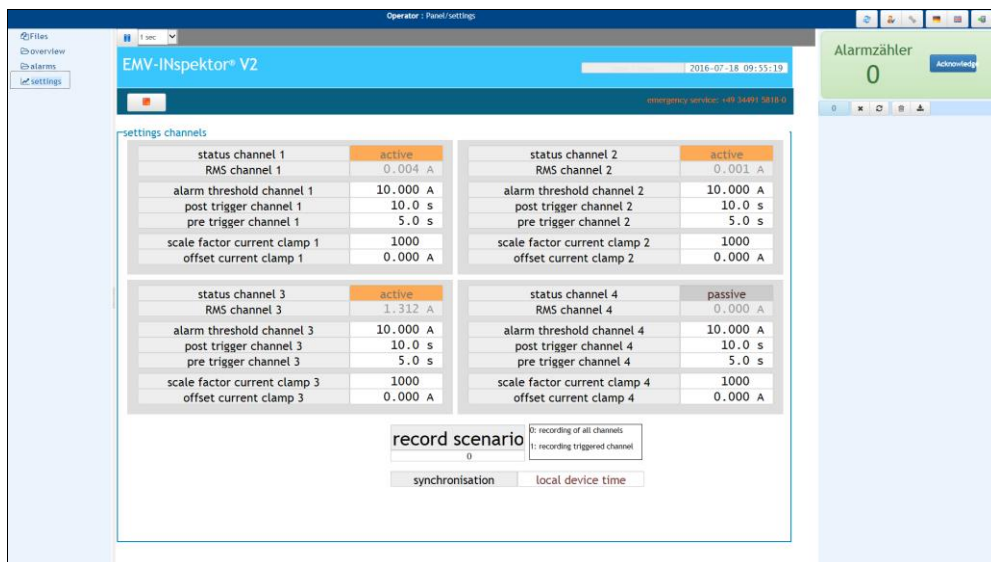 Operator : Panel/settings
Files
overview
alarms
settings
1 sec
EMV-INspektor® V2
2016-07-18 09:55:19
emergency service: +49 34491 5818-0
Alarmzähler
0
Acknowledge
0
settings channels
status channel 1 active
RMS channel 1 0.004 A
alarm threshold channel 1 10.000 A
post trigger channel 1 10.0 s
pre trigger channel 1 5.0 s
scale factor current clamp 1 1000
offset current clamp 1 0.000 A
status channel 2 active
RMS channel 2 0.001 A
alarm threshold channel 2 10.000 A
post trigger channel 2 10.0 s
pre trigger channel 2 5.0 s
scale factor current clamp 2 1000
offset current clamp 2 0.000 A
status channel 3 active
RMS channel 3 1.312 A
alarm threshold channel 3 10.000 A
post trigger channel 3 10.0 s
pre trigger channel 3 5.0 s
scale factor current clamp 3 1000
offset current clamp 3 0.000 A
status channel 4 passive
RMS channel 4 0.000 A
alarm threshold channel 4 10.000 A
post trigger channel 4 10.0 s
pre trigger channel 4 5.0 s
scale factor current clamp 4 1000
offset current clamp 4 0.000 A
record scenario
0
0: recording of all channels
1: recording triggered channel
synchronisation local device time